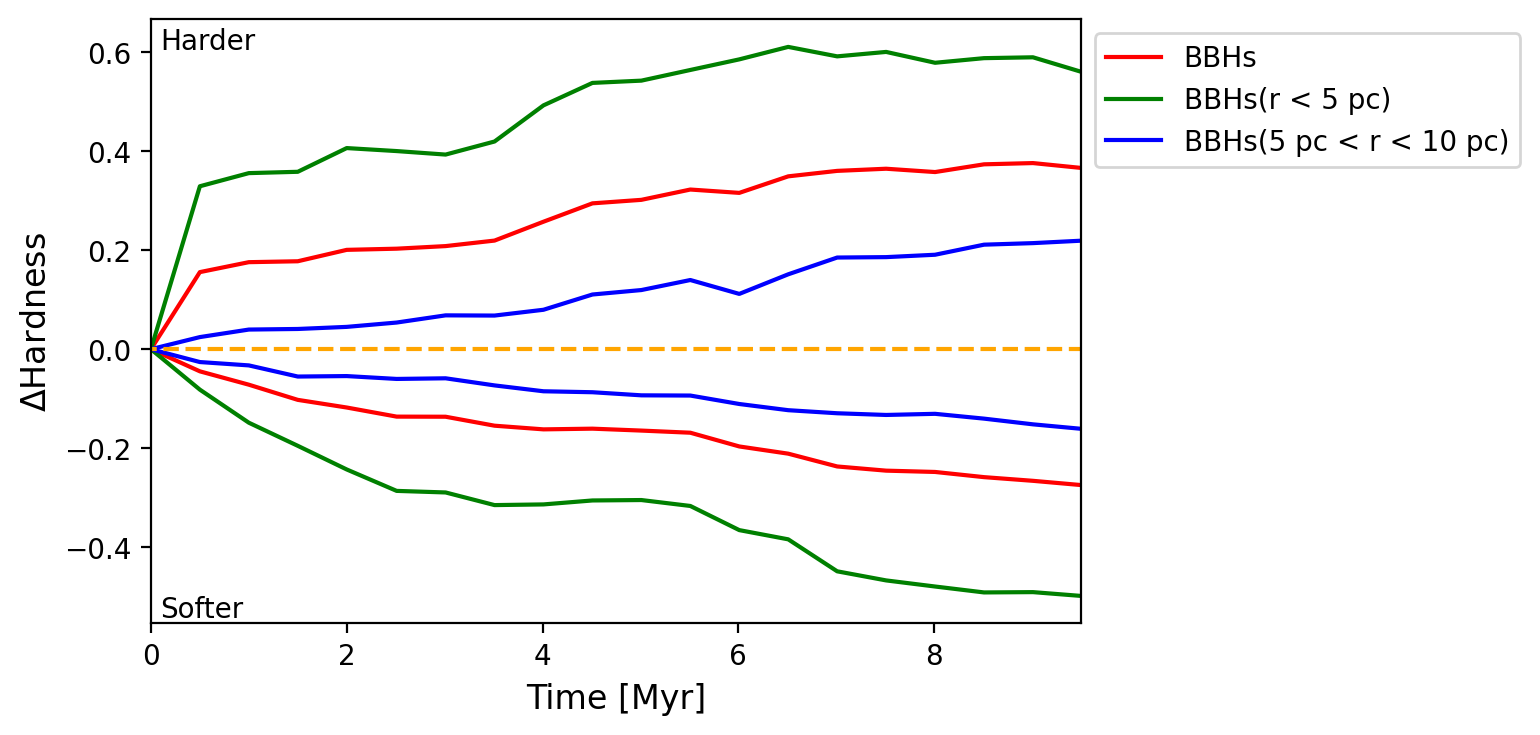 Harder
0.6
0.4
0.2
0.0
−0.2
−0.4
Softer
ΔHardness
0
2
4
6
8
Time [Myr]
BBHs
BBHs(r < 5 pc)
BBHs(5 pc < r < 10 pc)